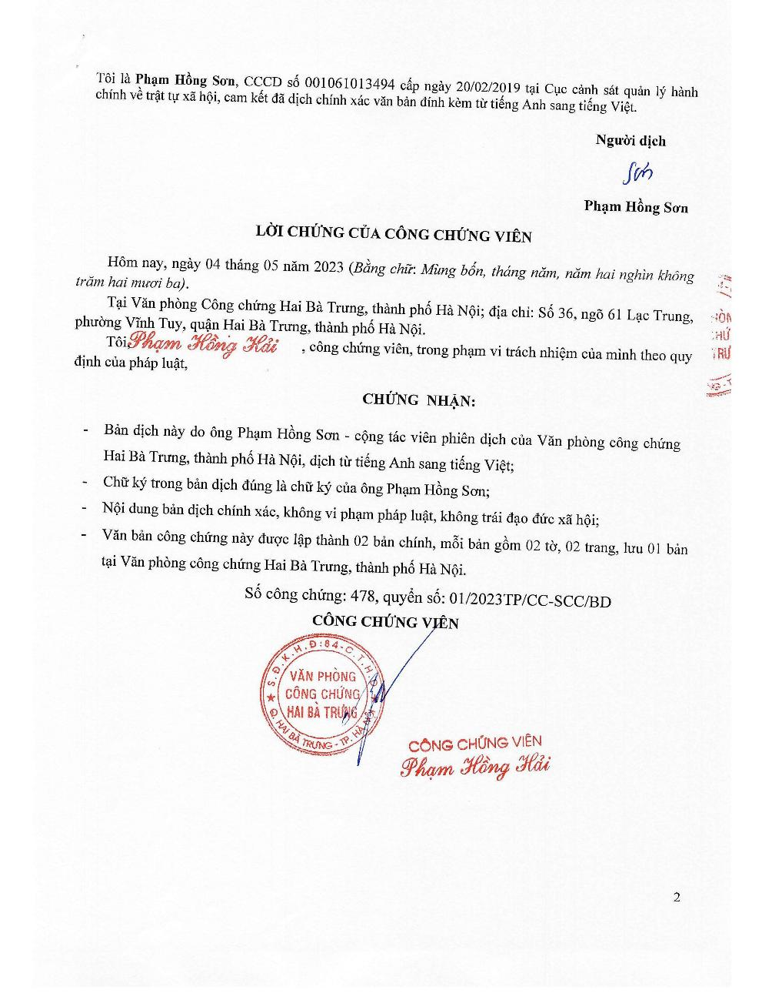 Tôi là Phạm Hồng Sơn, CCCD số 001061013494 cấp ngày 20/02/2019 tại Cục cảnh sát quản lý hành
chính về trật tự xã hội, cam kết đã dịch chính xác văn bản đính kèm từ tiếng Anh sang tiếng Việt.
Người dịch
Sơn
Phạm Hồng Sơn
LỜI CHỨNG CỦA CÔNG CHỨNG VIÊN
Hôm nay, ngày 04 tháng 05 năm 2023 (Bằng chữ: Mùng bốn, tháng năm, năm hai nghìn không
trăm hai mươi ba).
Tại Văn phòng Công chứng Hai Bà Trưng, thành phố Hà Nội; địa chỉ: Số 36, ngõ 61 Lạc Trung,
phường Vĩnh Tuy, quận Hai Bà Trưng, thành phố Hà Nội.
Tôi, Phạm Hồng Hải , công chứng viên, trong phạm vi trách nhiệm của mình theo quy
định của pháp luật,
CHỨNG NHẬN:
- Bản dịch này do ông Phạm Hồng Sơn - cộng tác viên phiên dịch của Văn phòng công chứng
Hai Bà Trưng, thành phố Hà Nội, dịch từ tiếng Anh sang tiếng Việt;
- Chữ ký trong bản dịch đúng là chữ ký của ông Phạm Hồng Sơn;
- Nội dung bản dịch chính xác, không vi phạm pháp luật, không trái đạo đức xã hội;
- Văn bản công chứng này được lập thành 02 bản chính, mỗi bản gồm 02 tờ, 02 trang, lưu 01 bản
tại Văn phòng công chứng Hai Bà Trưng, thành phố Hà Nội.
Số công chứng: 478, quyển số: 01/2023TP/CC-SCC/BD
CÔNG CHỨNG VIÊN
S.Đ.K.H.Đ:84-C.T.H.
VĂN PHÒNG
CÔNG CHỨNG
HAI BÀ TRƯNG
Q. HAI BÀ TRƯNG - TP. HÀ NỘI
CÔNG CHỨNG VIÊN
Phạm Hồng Hải
2